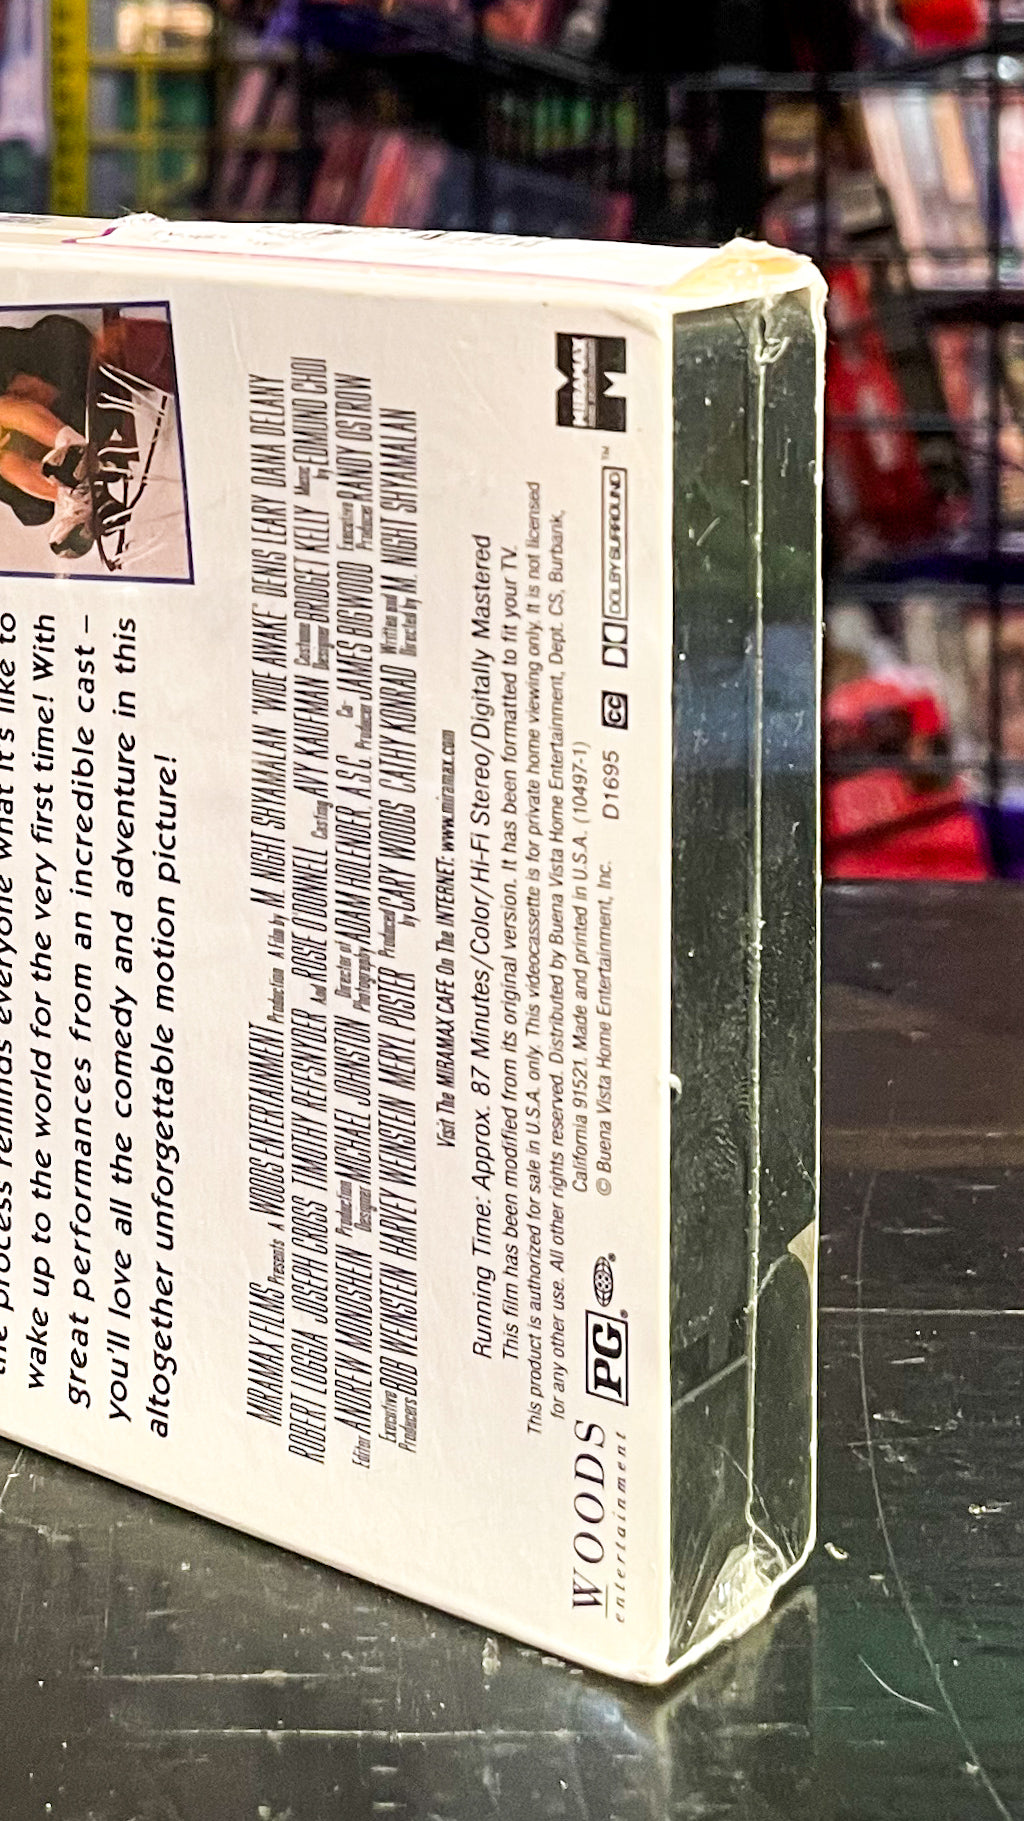 process reminds everyone what it's like to
wake up to the world for the very first time! With
great performances from an incredible cast –
you'll love all the comedy and adventure in this
altogether unforgettable motion picture!
MIRAMAX FILMS Presents A WOODS ENTERTAINMENT Production A Film by M. NIGHT SHYAMALAN "WIDE AWAKE" DENIS LEARY DANA DELANY
ROBERT LOGGIA JOSEPH CROSS TIMOTHY REIFSNYDER And ROSIE O'DONNELL Casting by AVY KAUFMAN Costume Designer BRIDGET KELLY Music by EDMUND CHOI
Editor ANDREW MONDSHEIN Production Designer MICHAEL JOHNSTON Director of Photography ADAM HOLENDER, A.S.C. Co-Producer JAMES BIGWOOD Executive Producer RANDY OSTROW
Executive Producers BOB WEINSTEIN HARVEY WEINSTEIN MERYL POSTER Produced by CARY WOODS CATHY KONRAD Written and Directed by M. NIGHT SHYAMALAN
Visit The MIRAMAX CAFE On The INTERNET: www.miramax.com
Running Time: Approx. 87 Minutes/Color/Hi-Fi Stereo/Digitally Mastered
This film has been modified from its original version. It has been formatted to fit your TV.
This product is authorized for sale in U.S.A. only. This videocassette is for private home viewing only. It is not licensed
for any other use. All other rights reserved. Distributed by Buena Vista Home Entertainment, Dept. CS, Burbank,
California 91521. Made and printed in U.S.A. (10497-1)
© Buena Vista Home Entertainment, Inc. D1695
WOODS
entertainment
PG ®
®
CC
DOLBY SURROUND ™
MIRAMAX